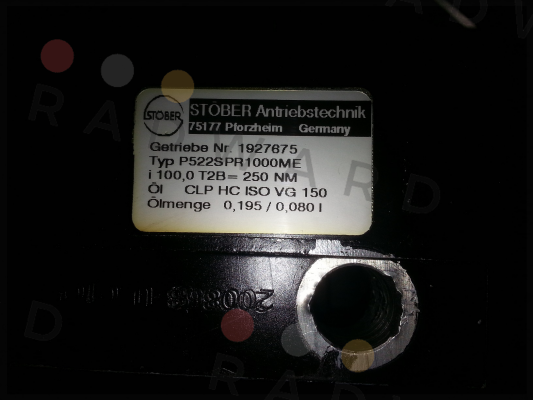 STÖBER
STÖBER Antriebstechnik
75177 Pforzheim Germany
Getriebe Nr. 1927675
Typ P522SPR1000ME
i 100,0 T2B= 250 NM
Öl CLP HC ISO VG 150
Ölmenge 0,195 / 0,080 l
RADWARD